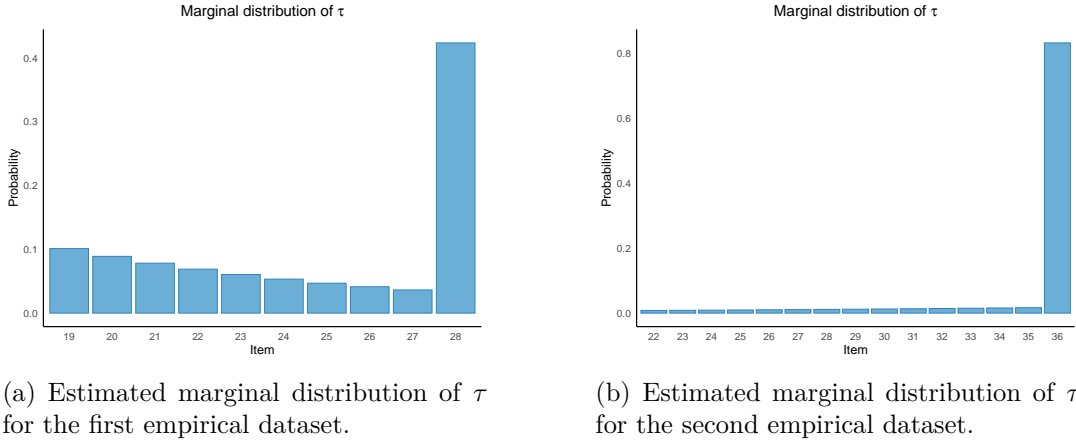 Marginal distribution of τ
Probability
0.4
0.3
0.2
0.1
0.0
19 20 21 22 23 24 25 26 27 28
Item
(a) Estimated marginal distribution of τ
for the first empirical dataset.
Marginal distribution of τ
Probability
0.8
0.6
0.4
0.2
0.0
22 23 24 25 26 27 28 29 30 31 32 33 34 35 36
Item
(b) Estimated marginal distribution of τ
for the second empirical dataset.